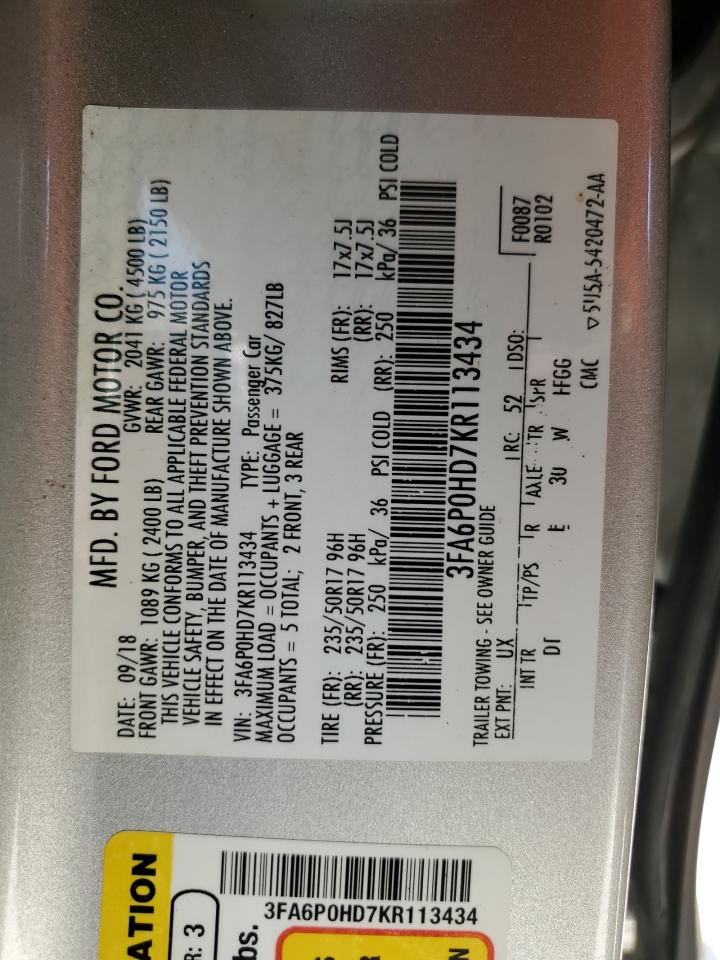 MFD. BY FORD MOTOR CO.
DATE: 09/18 GVWR: 2041 KG ( 4500 LB)
FRONT GAWR: 1089 KG ( 2400 LB) REAR GAWR: 975 KG ( 2150 LB)
THIS VEHICLE CONFORMS TO ALL APPLICABLE FEDERAL MOTOR
VEHICLE SAFETY, BUMPER, AND THEFT PREVENTION STANDARDS
IN EFFECT ON THE DATE OF MANUFACTURE SHOWN ABOVE.
VIN: 3FA6P0HD7KR113434 TYPE: Passenger Car
MAXIMUM LOAD = OCCUPANTS + LUGGAGE = 375KG/ 827LB
OCCUPANTS = 5 TOTAL; 2 FRONT, 3 REAR
TIRE (FR): 235/50R17 96H RIMS (FR): 17x7.5J
(RR): 235/50R17 96H (RR): 17x7.5J
PRESSURE (FR): 250 kPa/ 36 PSI COLD (RR): 250 kPa/ 36 PSI COLD
3FA6P0HD7KR113434
TRAILER TOWING - SEE OWNER GUIDE
EXT PNT: UX RC: 52 DSO: F0087
R0102
INT TR TP/PS R AXLE TR SPR
DT E 3U W HFGG
CMC ▽5U5A-5420472-AA
ATION
R: 3
bs.
3FA6P0HD7KR113434
S
R
N